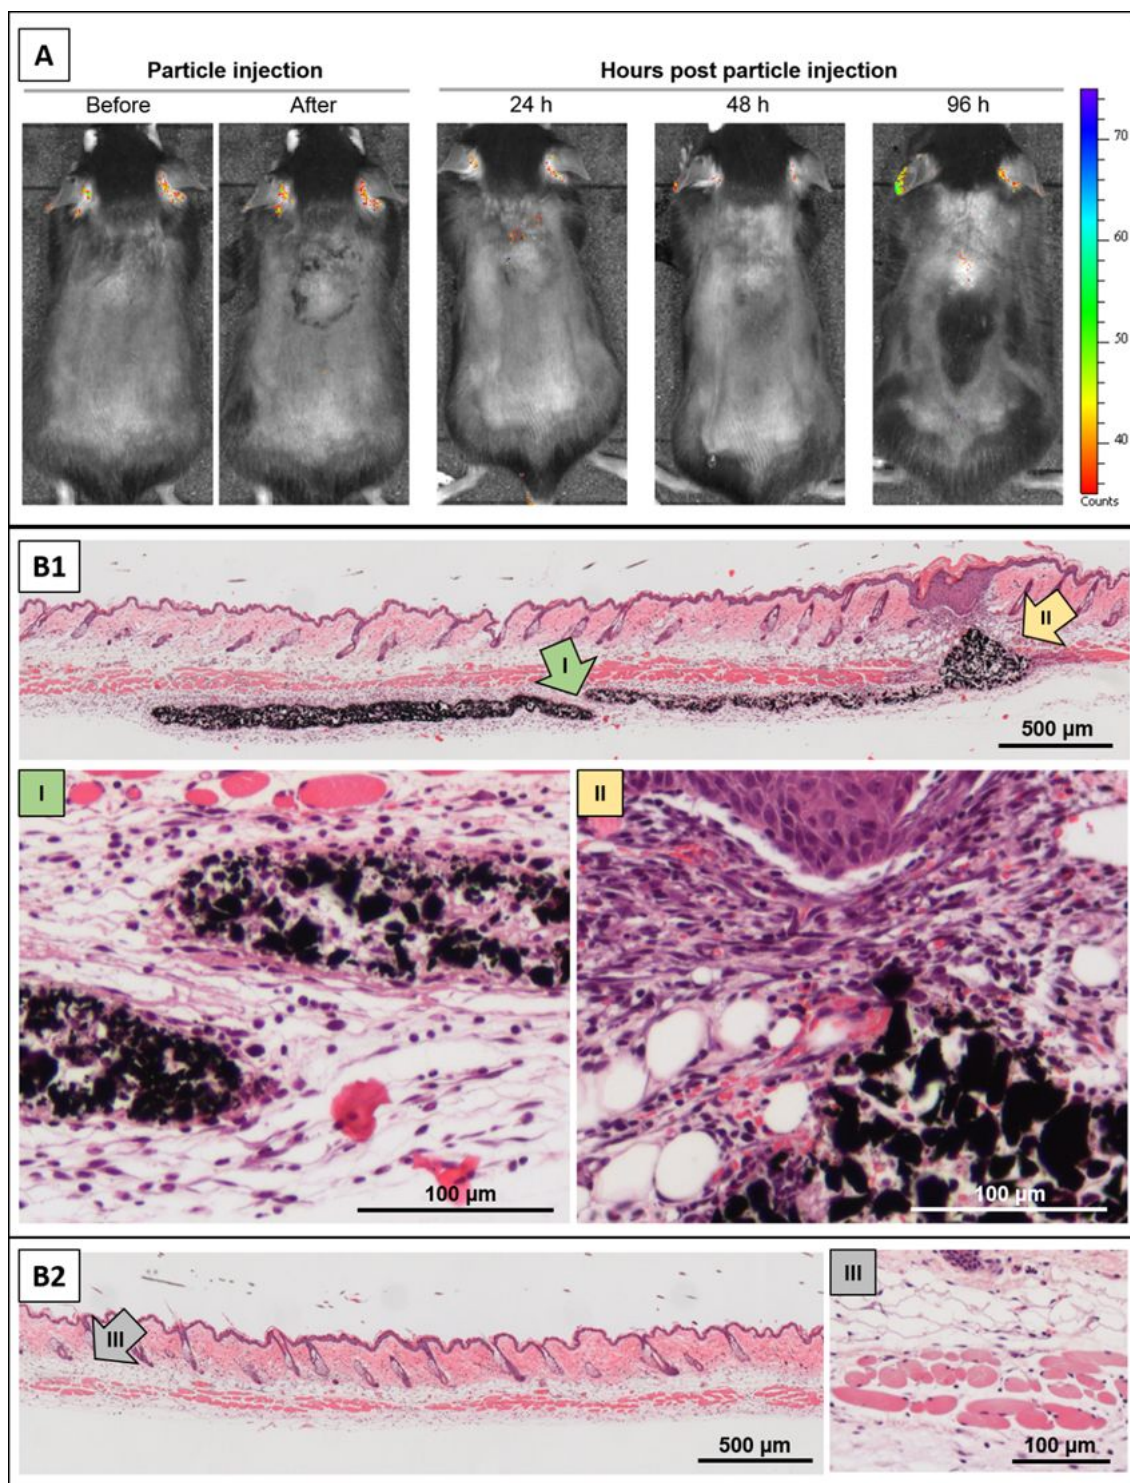 A
Particle injection
Hours post particle injection
Before
After
24 h
48 h
96 h
70
60
50
40
Counts
B1
I
II
500 µm
I
II
100 µm
100 µm
B2
III
III
500 µm
100 µm